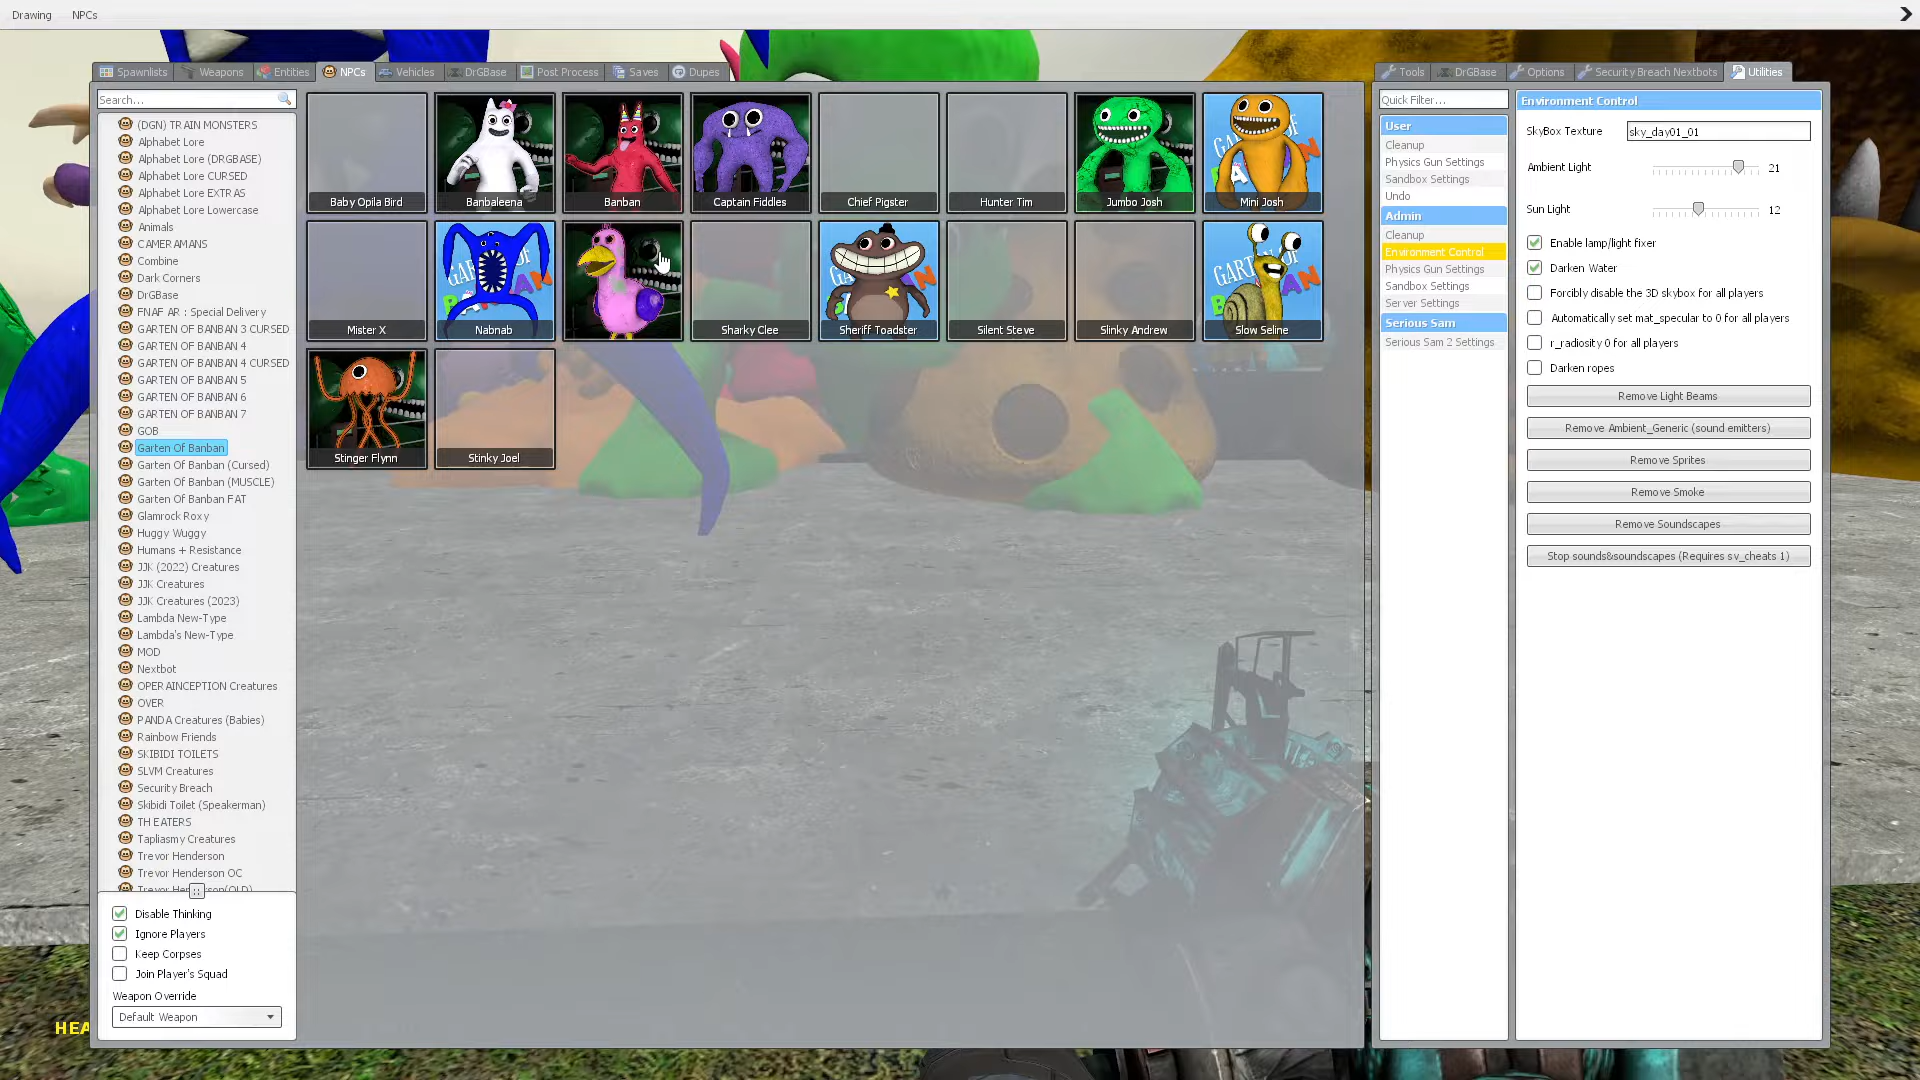 Drawing NPCs
Spawnlists Weapons Entities NPCs Vehicles DrGBase Post Process Saves Dupes
Search...
(DGN) TRAIN MONSTERS
Alphabet Lore
Alphabet Lore (DRGBASE)
Alphabet Lore CURSED
Alphabet Lore EXTRAS
Alphabet Lore Lowercase
Animals
CAMERAMANS
Combine
Dark Corners
DrGBase
FNAF AR : Special Delivery
GARTEN OF BANBAN 3 CURSED
GARTEN OF BANBAN 4
GARTEN OF BANBAN 4 CURSED
GARTEN OF BANBAN 5
GARTEN OF BANBAN 6
GARTEN OF BANBAN 7
GOB
Garten Of Banban
Garten Of Banban (Cursed)
Garten Of Banban (MUSCLE)
Garten Of Banban FAT
Glamrock Roxy
Huggy Wuggy
Humans + Resistance
JJK (2022) Creatures
JJK Creatures
JJK Creatures (2023)
Lambda New-Type
Lambda's New-Type
MOD
Nextbot
OPERAINCEPTION Creatures
OVER
PANDA Creatures (Babies)
Rainbow Friends
SKIBIDI TOILETS
SLVM Creatures
Security Breach
Skibidi Toilet (Speakerman)
TH EATERS
Tapliasmy Creatures
Trevor Henderson
Trevor Henderson OC
Trevor Henderson(OLD)
Disable Thinking
Ignore Players
Keep Corpses
Join Player's Squad
Weapon Override
Default Weapon
HEA
Baby Opila Bird Banbaleena Banban Captain Fiddles Chief Pigster Hunter Tim Jumbo Josh Mini Josh
Mister X Nabnab Sharky Clee Sheriff Toadster Silent Steve Slinky Andrew Slow Seline
Stinger Flynn Stinky Joel
Tools DrGBase Options Security Breach Nextbots Utilities
Quick Filter...
User
Cleanup
Physics Gun Settings
Sandbox Settings
Undo
Admin
Cleanup
Environment Control
Physics Gun Settings
Sandbox Settings
Server Settings
Serious Sam
Serious Sam 2 Settings
Environment Control
SkyBox Texture sky_day01_01
Ambient Light 21
Sun Light 12
Enable lamp/light fixer
Darken Water
Forcibly disable the 3D skybox for all players
Automatically set mat_specular to 0 for all players
r_radiosity 0 for all players
Darken ropes
Remove Light Beams
Remove Ambient_Generic (sound emitters)
Remove Sprites
Remove Smoke
Remove Soundscapes
Stop sounds&soundscapes (Requires sv_cheats 1)